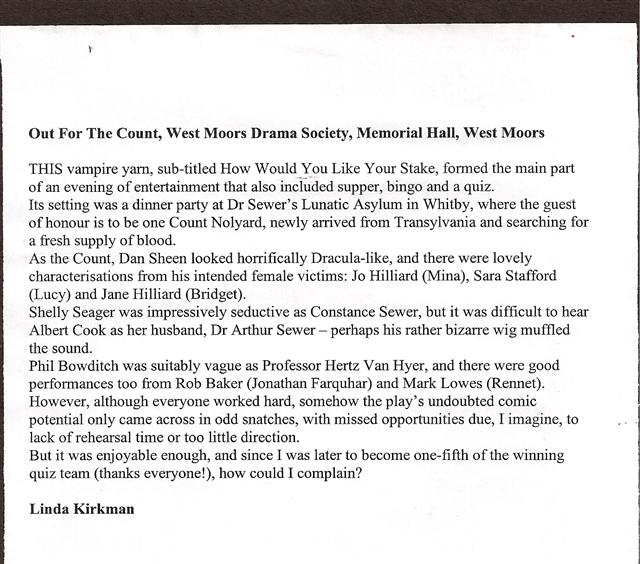 Out For The Count, West Moors Drama Society, Memorial Hall, West Moors
THIS vampire yarn, sub-titled How Would You Like Your Stake, formed the main part
of an evening of entertainment that also included supper, bingo and a quiz.
Its setting was a dinner party at Dr Sewer's Lunatic Asylum in Whitby, where the guest
of honour is to be one Count Nolyard, newly arrived from Transylvania and searching for
a fresh supply of blood.
As the Count, Dan Sheen looked horrifically Dracula-like, and there were lovely
characterisations from his intended female victims: Jo Hilliard (Mina), Sara Stafford
(Lucy) and Jane Hilliard (Bridget).
Shelly Seager was impressively seductive as Constance Sewer, but it was difficult to hear
Albert Cook as her husband, Dr Arthur Sewer – perhaps his rather bizarre wig muffled
the sound.
Phil Bowditch was suitably vague as Professor Hertz Van Hyer, and there were good
performances too from Rob Baker (Jonathan Farquhar) and Mark Lowes (Rennet).
However, although everyone worked hard, somehow the play's undoubted comic
potential only came across in odd snatches, with missed opportunities due, I imagine, to
lack of rehearsal time or too little direction.
But it was enjoyable enough, and since I was later to become one-fifth of the winning
quiz team (thanks everyone!), how could I complain?
Linda Kirkman